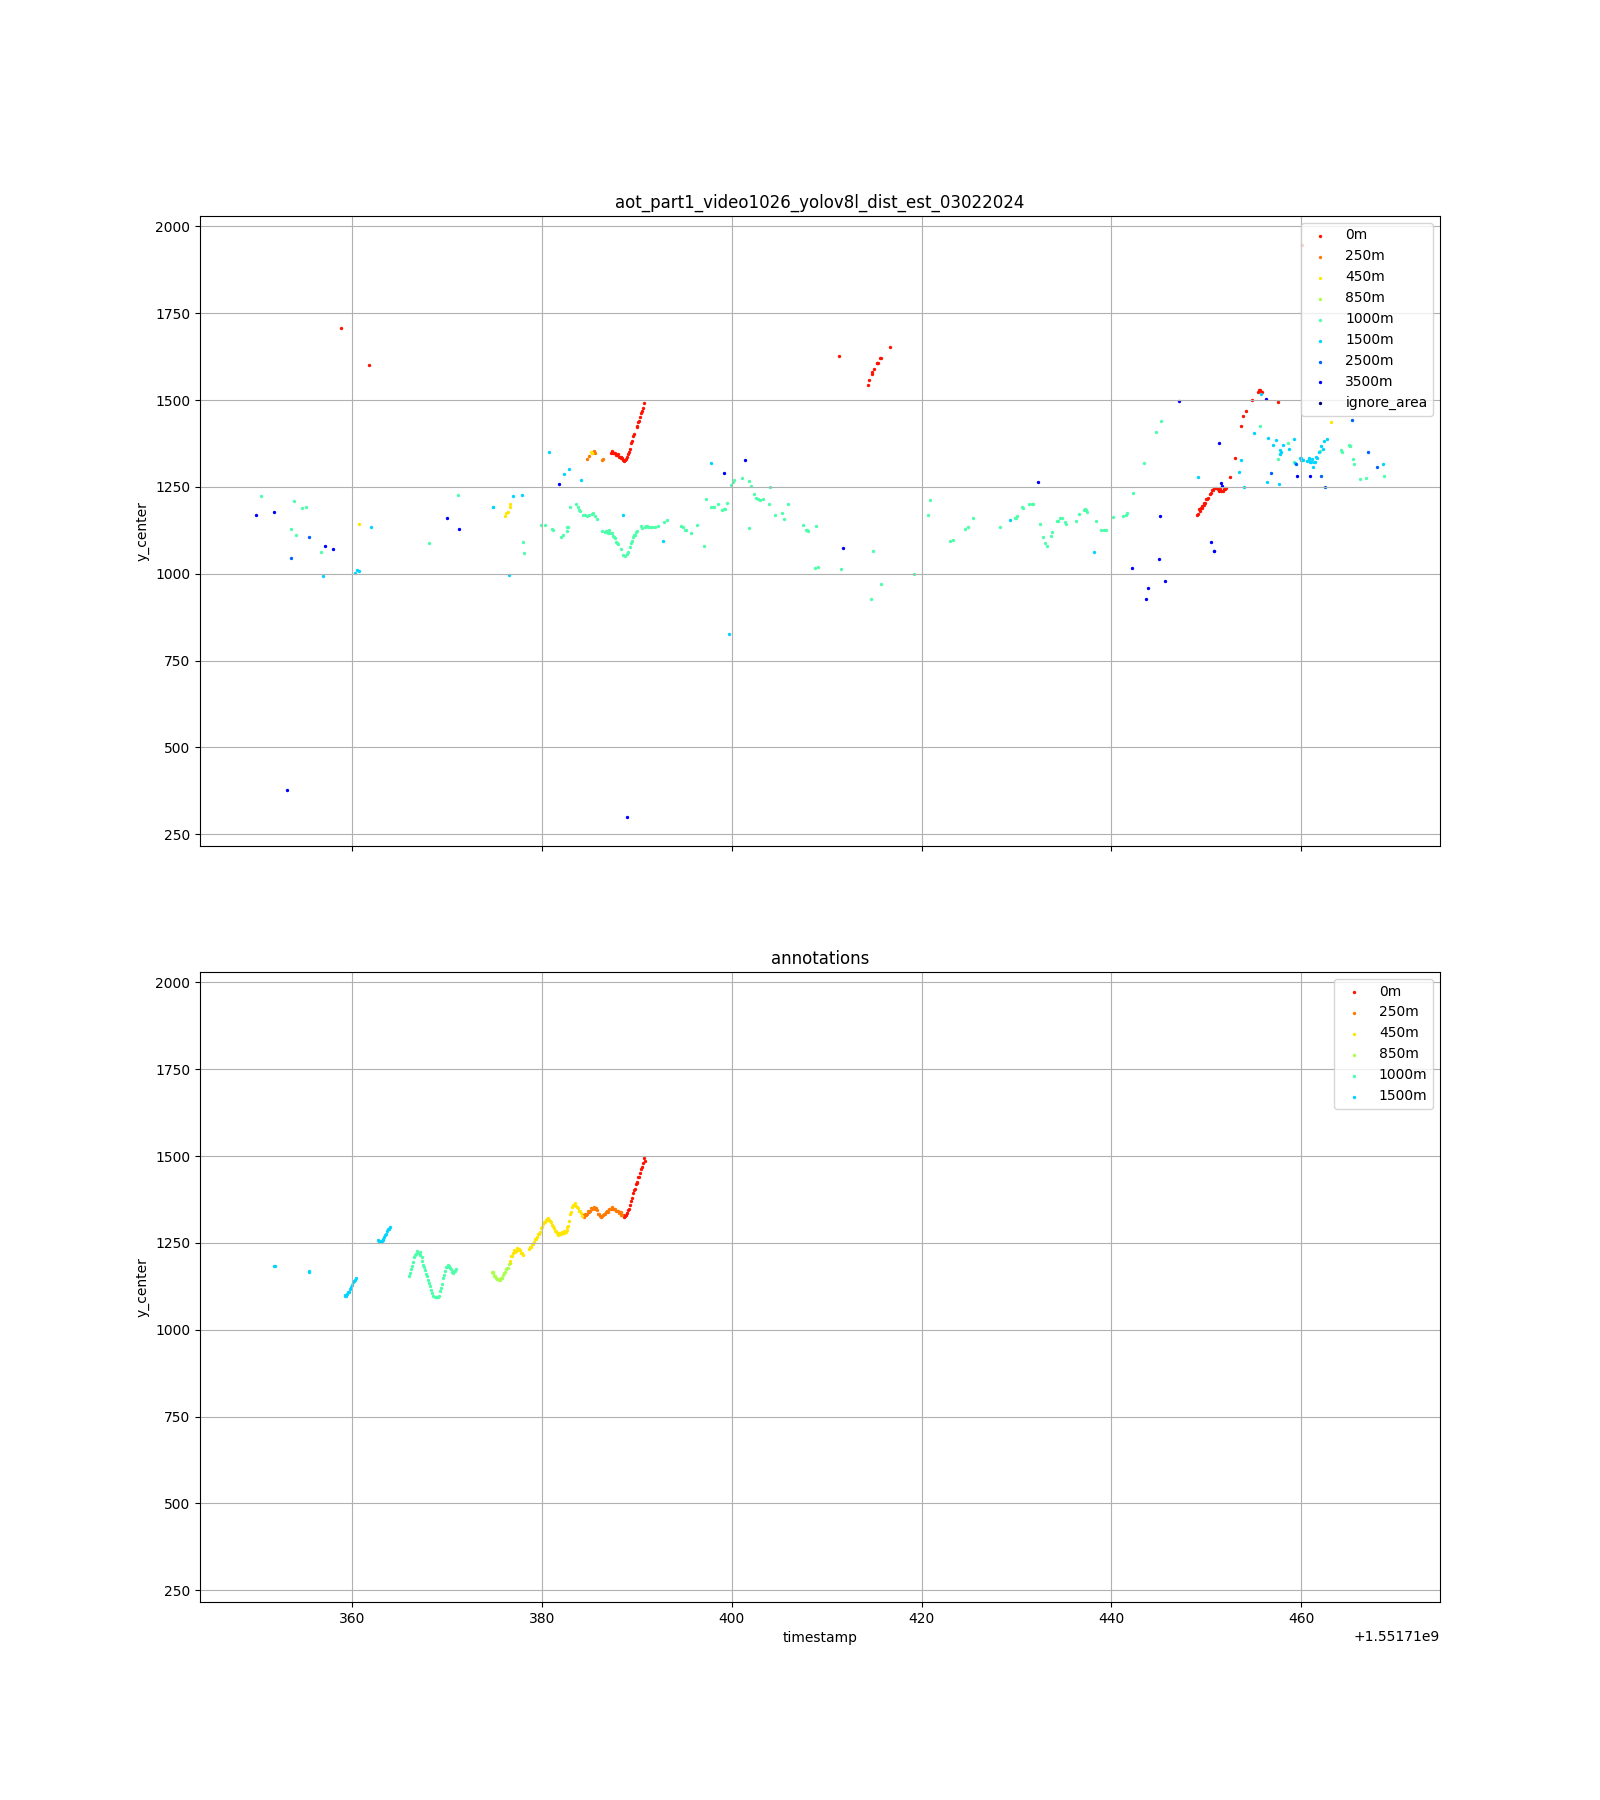 aot_part1_video1026_yolov8l_dist_est_03022024
2000
1750
1500
1250
1000
750
500
250
y_center
0m
250m
450m
850m
1000m
1500m
2500m
3500m
ignore_area
annotations
2000
1750
1500
1250
1000
750
500
250
y_center
0m
250m
450m
850m
1000m
1500m
360 380 400 420 440 460
timestamp
+1.55171e9